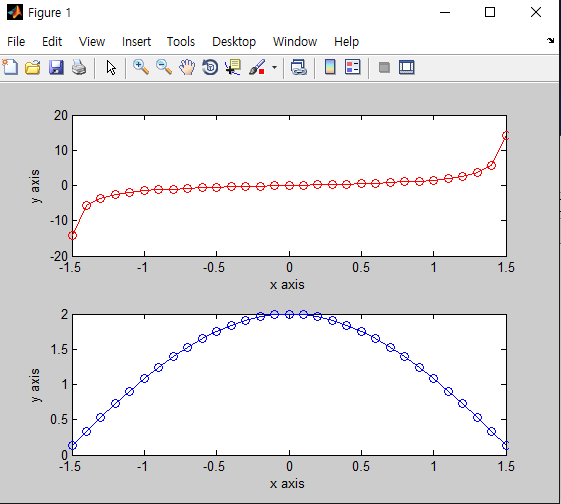 Figure 1
File Edit View Insert Tools Desktop Window Help
20
10
0
-10
-20
y axis
-1.5 -1 -0.5 0 0.5 1 1.5
x axis
2
1.5
1
0.5
0
y axis
-1.5 -1 -0.5 0 0.5 1 1.5
x axis